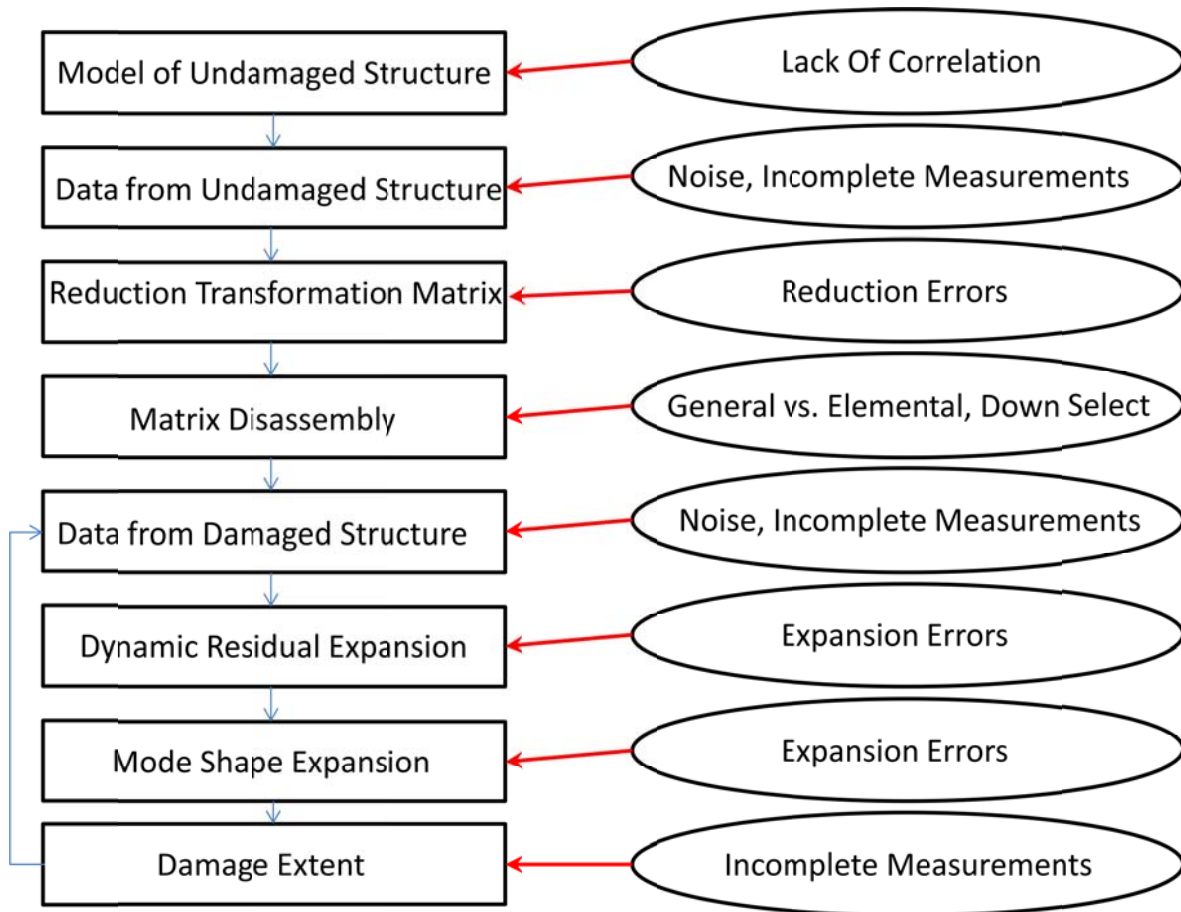 Model of Undamaged Structure
Lack Of Correlation
Data from Undamaged Structure
Noise, Incomplete Measurements
Reduction Transformation Matrix
Reduction Errors
Matrix Disassembly
General vs. Elemental, Down Select
Data from Damaged Structure
Noise, Incomplete Measurements
Dynamic Residual Expansion
Expansion Errors
Mode Shape Expansion
Expansion Errors
Damage Extent
Incomplete Measurements